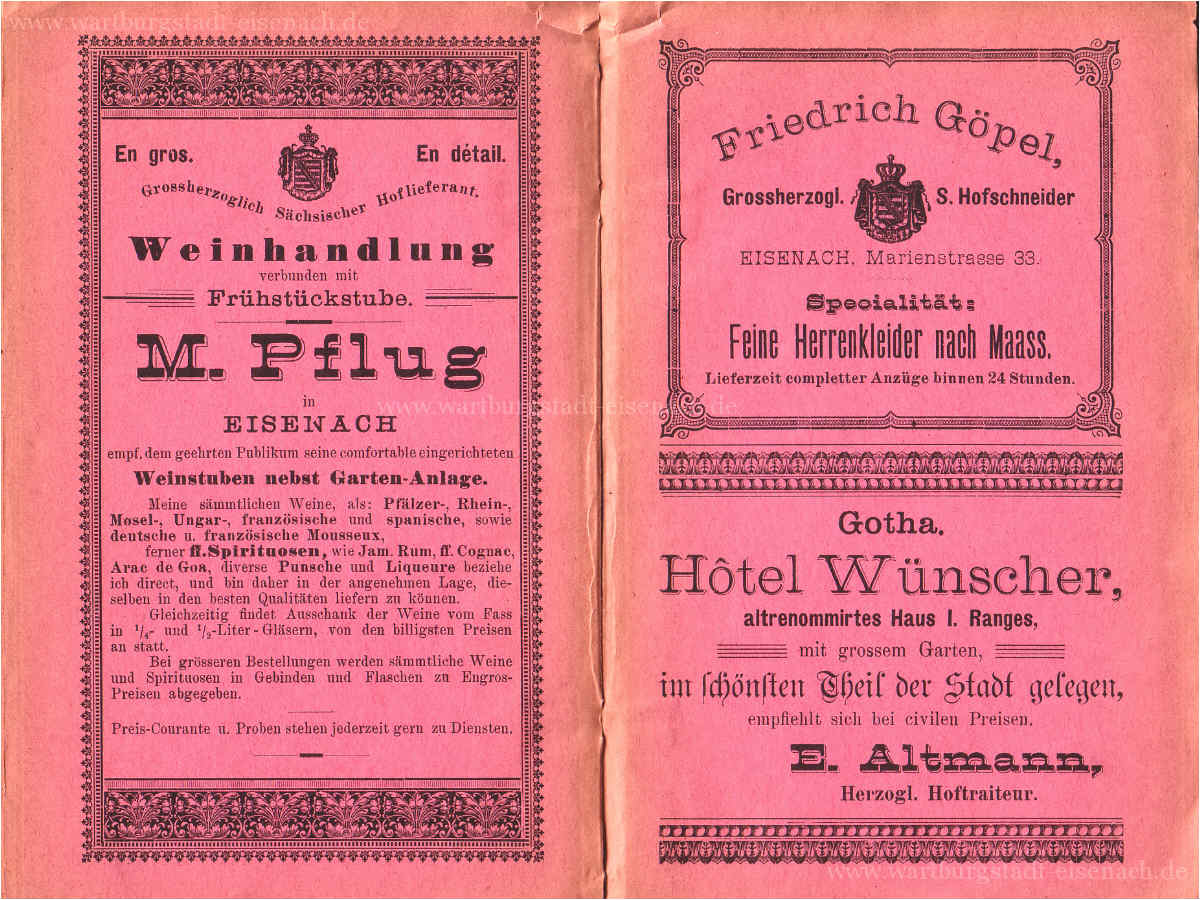 www.wartburgstadt-eisenach.de
En gros. En détail.
Grossherzoglich Sächsischer Hoflieferant.
Weinhandlung
verbunden mit
Frühstückstube.
M. Pflug
in
EISENACH
empf. dem geehrten Publikum seine comfortable eingerichteten
Weinstuben nebst Garten-Anlage.
Meine sämmtlichen Weine, als: Pfälzer-, Rhein-,
Mosel-, Ungar-, französische und spanische, sowie
deutsche u. französische Mousseux,
ferner ff. Spirituosen, wie Jam. Rum, ff. Cognac,
Arac de Goa, diverse Punsche und Liqueure beziehe
ich direct, und bin daher in der angenehmen Lage, die-
selben in den besten Qualitäten liefern zu können.
Gleichzeitig findet Ausschank der Weine vom Fass
in 1/4- und 1/2-Liter-Gläsern, von den billigsten Preisen
an statt.
Bei grösseren Bestellungen werden sämmtliche Weine
und Spirituosen in Gebinden und Flaschen zu Engros-
Preisen abgegeben.
Preis-Courante u. Proben stehen jederzeit gern zu Diensten.
Friedrich Göpel,
Grossherzogl. S. Hofschneider
EISENACH, Marienstrasse 33.
Specialität:
Feine Herrenkleider nach Maass.
Lieferzeit completter Anzüge binnen 24 Stunden.
www.wartburgstadt-eisenach.de
Gotha.
Hôtel Wünscher,
altrenommirtes Haus I. Ranges,
mit grossem Garten,
im schönsten Theil der Stadt gelegen,
empfiehlt sich bei civilen Preisen.
E. Altmann,
Herzogl. Hoftraiteur.
www.wartburgstadt-eisenach.de